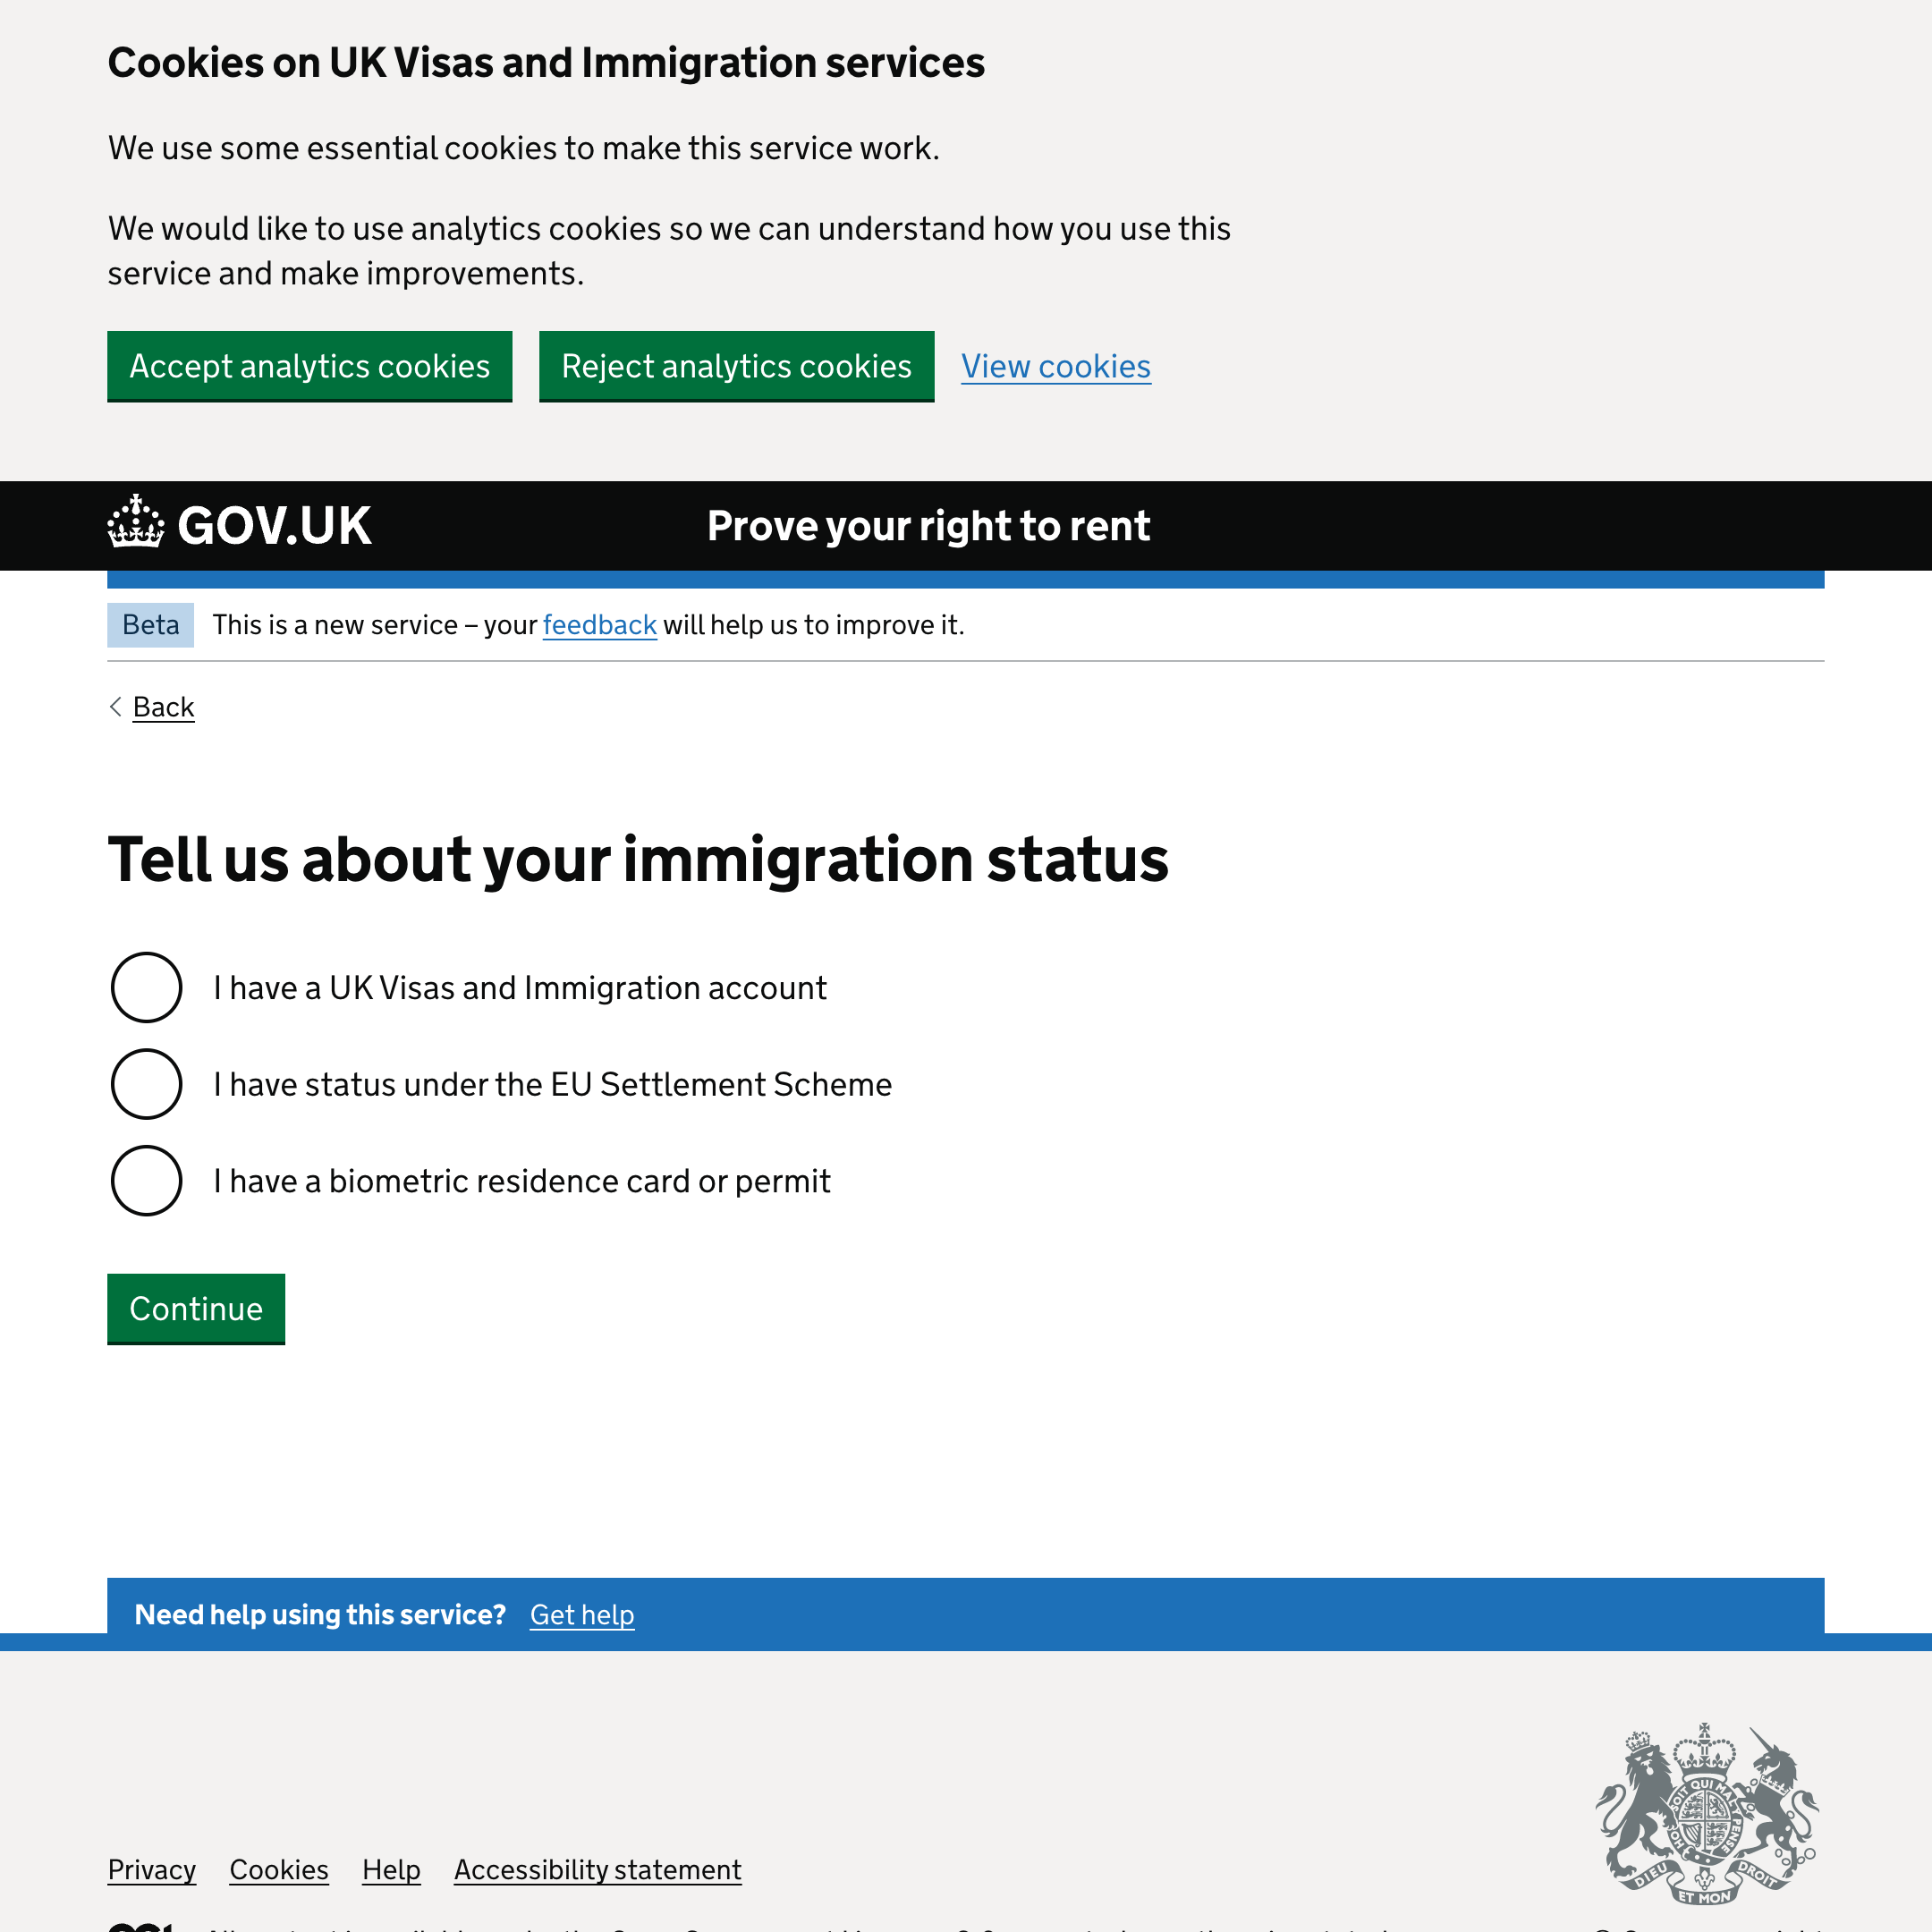 Cookies on UK Visas and Immigration services
We use some essential cookies to make this service work.
We would like to use analytics cookies so we can understand how you use this
service and make improvements.
Accept analytics cookies
Reject analytics cookies
View cookies
GOV.UK
Prove your right to rent
Beta
This is a new service – your feedback will help us to improve it.
Back
Tell us about your immigration status
I have a UK Visas and Immigration account
I have status under the EU Settlement Scheme
I have a biometric residence card or permit
Continue
Need help using this service? Get help
DIEU ET MON DROIT
Privacy
Cookies
Help
Accessibility statement